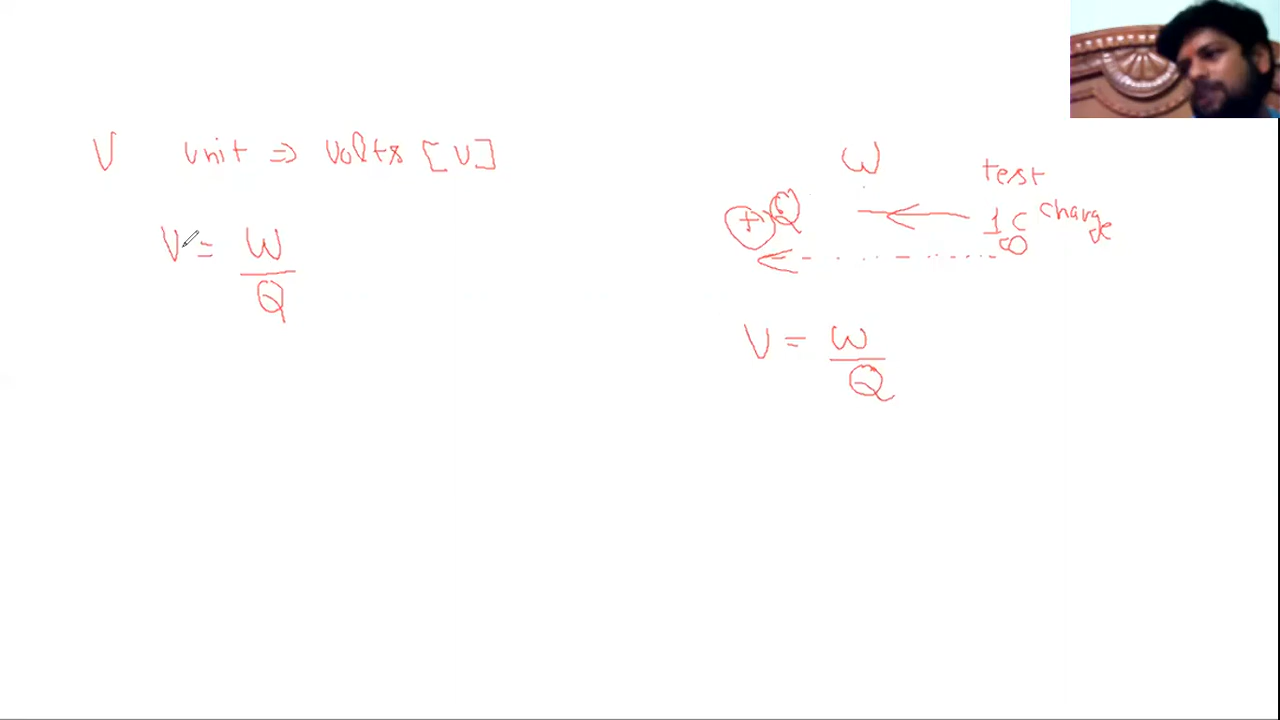 V unit ⇒ volts [V]
V = W
Q
W
test
+ Q ← 1C charge
∞
V = W
Q